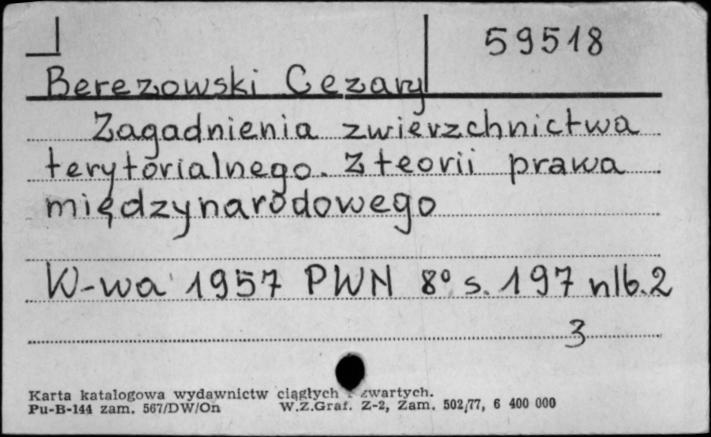 59518
Berezowski Cezary
Zagadnienia zwierzchnictwa
terytorialnego. Z teorii prawa
międzynarodowego
W-wa 1957 PWN 8° s. 197 nlb. 2
3
Karta katalogowa wydawnictw ciągłych i zwartych.
Pu-B-144 zam. 567/DW/On W.Z.Graf. Z-2, Zam. 502/77, 6 400 000